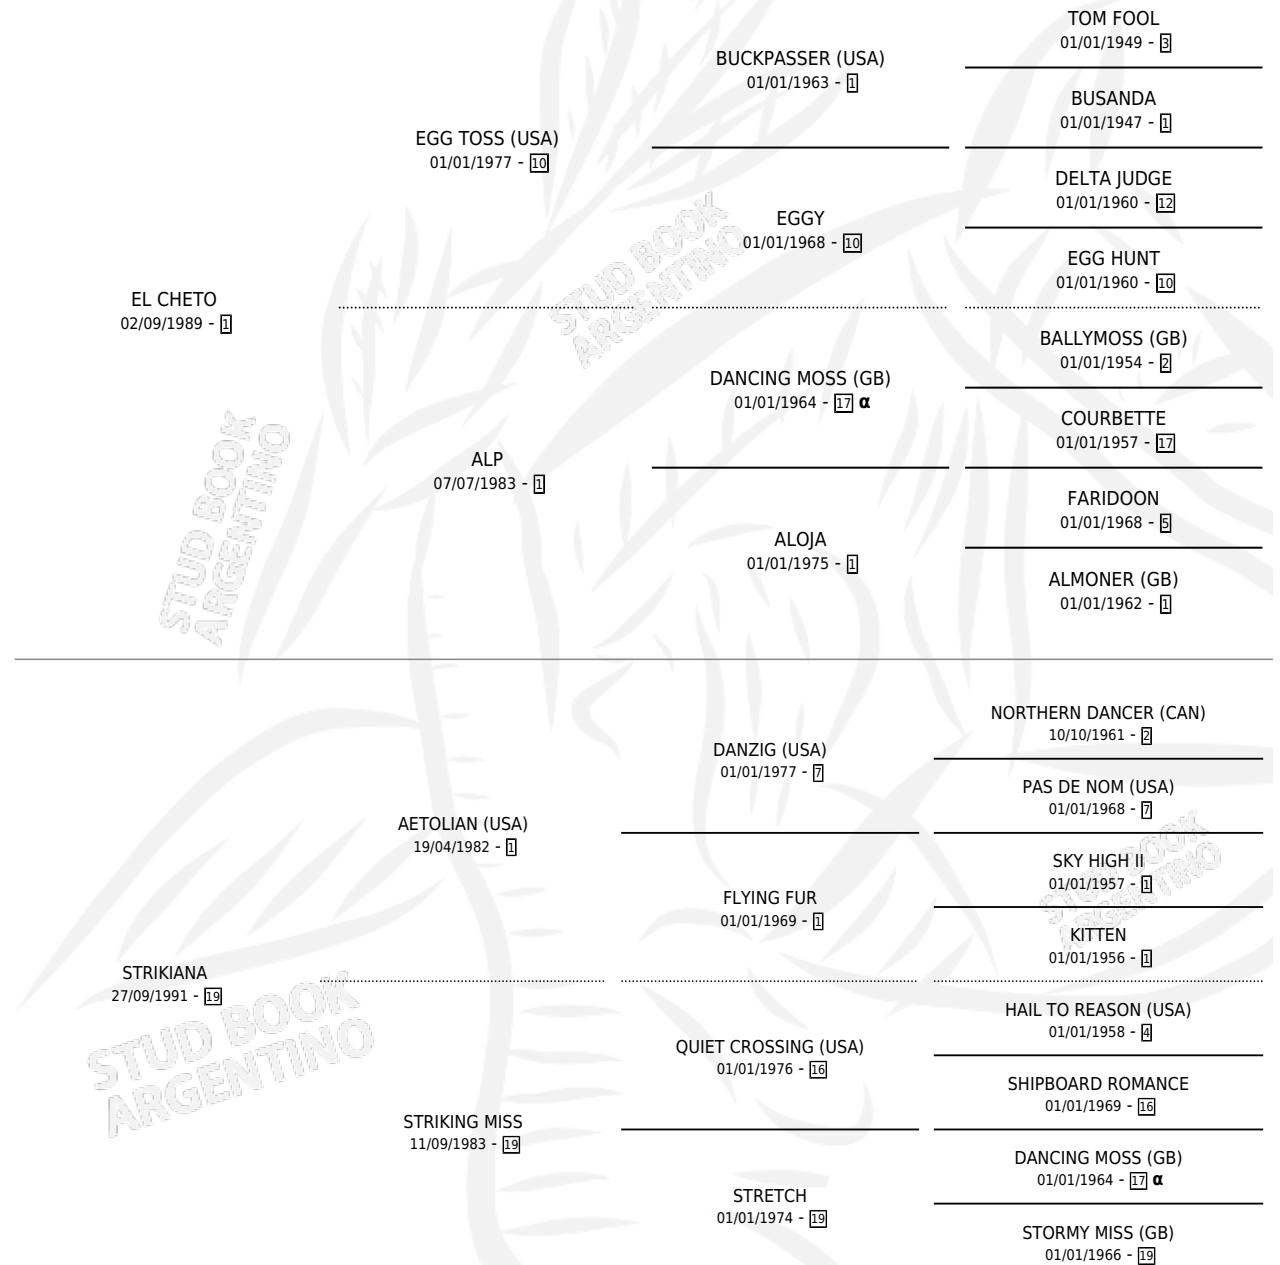 TOM FOOL
01/01/1949 - 3
BUCKPASSER (USA)
01/01/1963 - 1
BUSANDA
01/01/1947 - 1
EGG TOSS (USA)
01/01/1977 - 10
DELTA JUDGE
01/01/1960 - 12
EGGY
01/01/1968 - 10
EGG HUNT
01/01/1960 - 10
STUD BOOK
ARGENTINO
EL CHETO
02/09/1989 - 1
BALLYMOSS (GB)
01/01/1954 - 2
DANCING MOSS (GB)
01/01/1964 - 17 α
COURBETTE
01/01/1957 - 17
ALP
07/07/1983 - 1
FARIDOON
01/01/1968 - 5
ALOJA
01/01/1975 - 1
ALMONER (GB)
01/01/1962 - 1
STUD BOOK
ARGENTINO
NORTHERN DANCER (CAN)
10/10/1961 - 2
DANZIG (USA)
01/01/1977 - 7
PAS DE NOM (USA)
01/01/1968 - 7
AETOLIAN (USA)
19/04/1982 - 1
SKY HIGH II
01/01/1957 - 1
STUD BOOK
ARGENTINO
FLYING FUR
01/01/1969 - 1
KITTEN
01/01/1956 - 1
STRIKIANA
27/09/1991 - 19
STUD BOOK
ARGENTINO
HAIL TO REASON (USA)
01/01/1958 - 4
QUIET CROSSING (USA)
01/01/1976 - 16
SHIPBOARD ROMANCE
01/01/1969 - 16
STRIKING MISS
11/09/1983 - 19
DANCING MOSS (GB)
01/01/1964 - 17 α
STRETCH
01/01/1974 - 19
STORMY MISS (GB)
01/01/1966 - 19